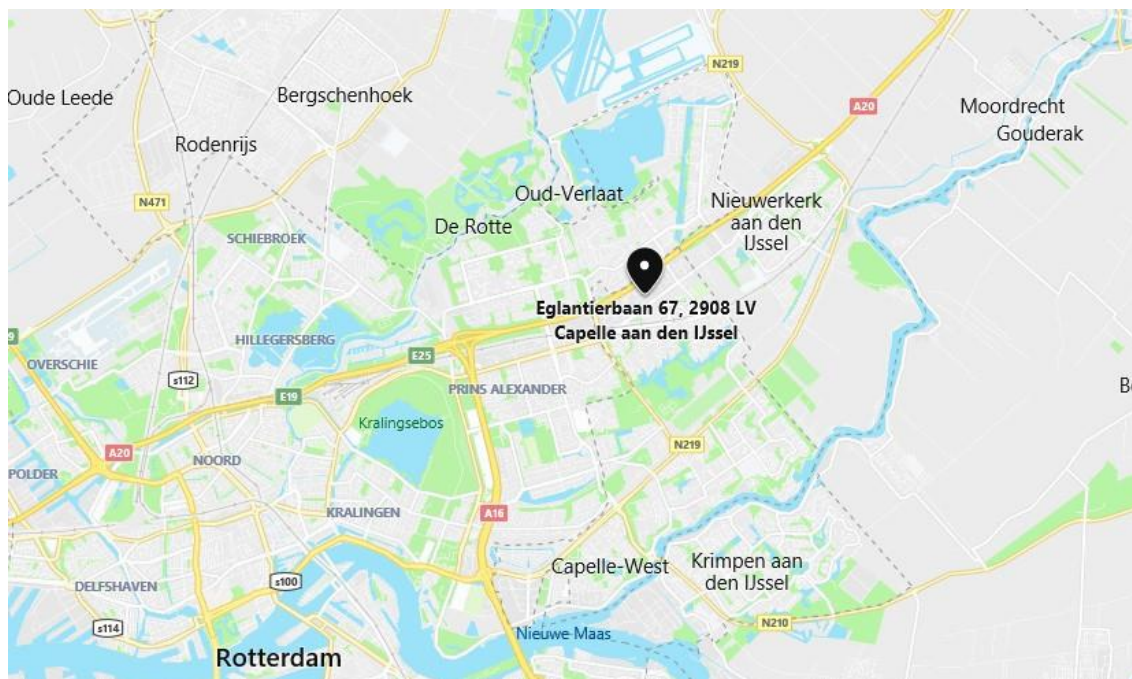 N219
Oude Leede
Bergschenhoek
A20
Moordrecht
Gouderak
Rodenrijs
Oud-Verlaat
Nieuwerkerk
aan den
IJssel
N471
De Rotte
SCHIEBROEK
Eglantierbaan 67, 2908 LV
Capelle aan den IJssel
HILLEGERSBERG
E25
OVERSCHIE
s112
PRINS ALEXANDER
E19
Kralingsebos
N219
A20
NOORD
POLDER
KRALINGEN
A16
Capelle-West
Krimpen aan
den IJssel
s100
DELFSHAVEN
s114
Nieuwe Maas
N210
Rotterdam